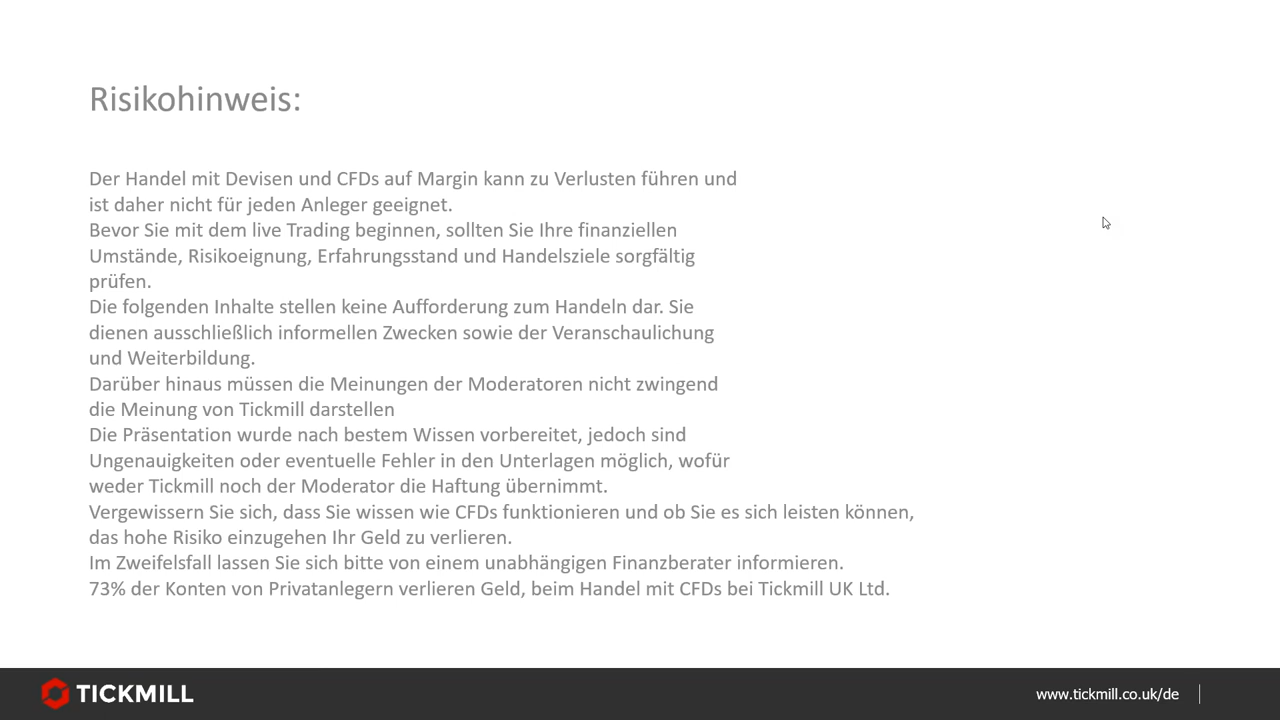 Risikohinweis:
Der Handel mit Devisen und CFDs auf Margin kann zu Verlusten führen und
ist daher nicht für jeden Anleger geeignet.
Bevor Sie mit dem live Trading beginnen, sollten Sie Ihre finanziellen
Umstände, Risikoeignung, Erfahrungsstand und Handelsziele sorgfältig
prüfen.
Die folgenden Inhalte stellen keine Aufforderung zum Handeln dar. Sie
dienen ausschließlich informellen Zwecken sowie der Veranschaulichung
und Weiterbildung.
Darüber hinaus müssen die Meinungen der Moderatoren nicht zwingend
die Meinung von Tickmill darstellen
Die Präsentation wurde nach bestem Wissen vorbereitet, jedoch sind
Ungenauigkeiten oder eventuelle Fehler in den Unterlagen möglich, wofür
weder Tickmill noch der Moderator die Haftung übernimmt.
Vergewissern Sie sich, dass Sie wissen wie CFDs funktionieren und ob Sie es sich leisten können,
das hohe Risiko einzugehen Ihr Geld zu verlieren.
Im Zweifelsfall lassen Sie sich bitte von einem unabhängigen Finanzberater informieren.
73% der Konten von Privatanlegern verlieren Geld, beim Handel mit CFDs bei Tickmill UK Ltd.
TICKMILL
www.tickmill.co.uk/de